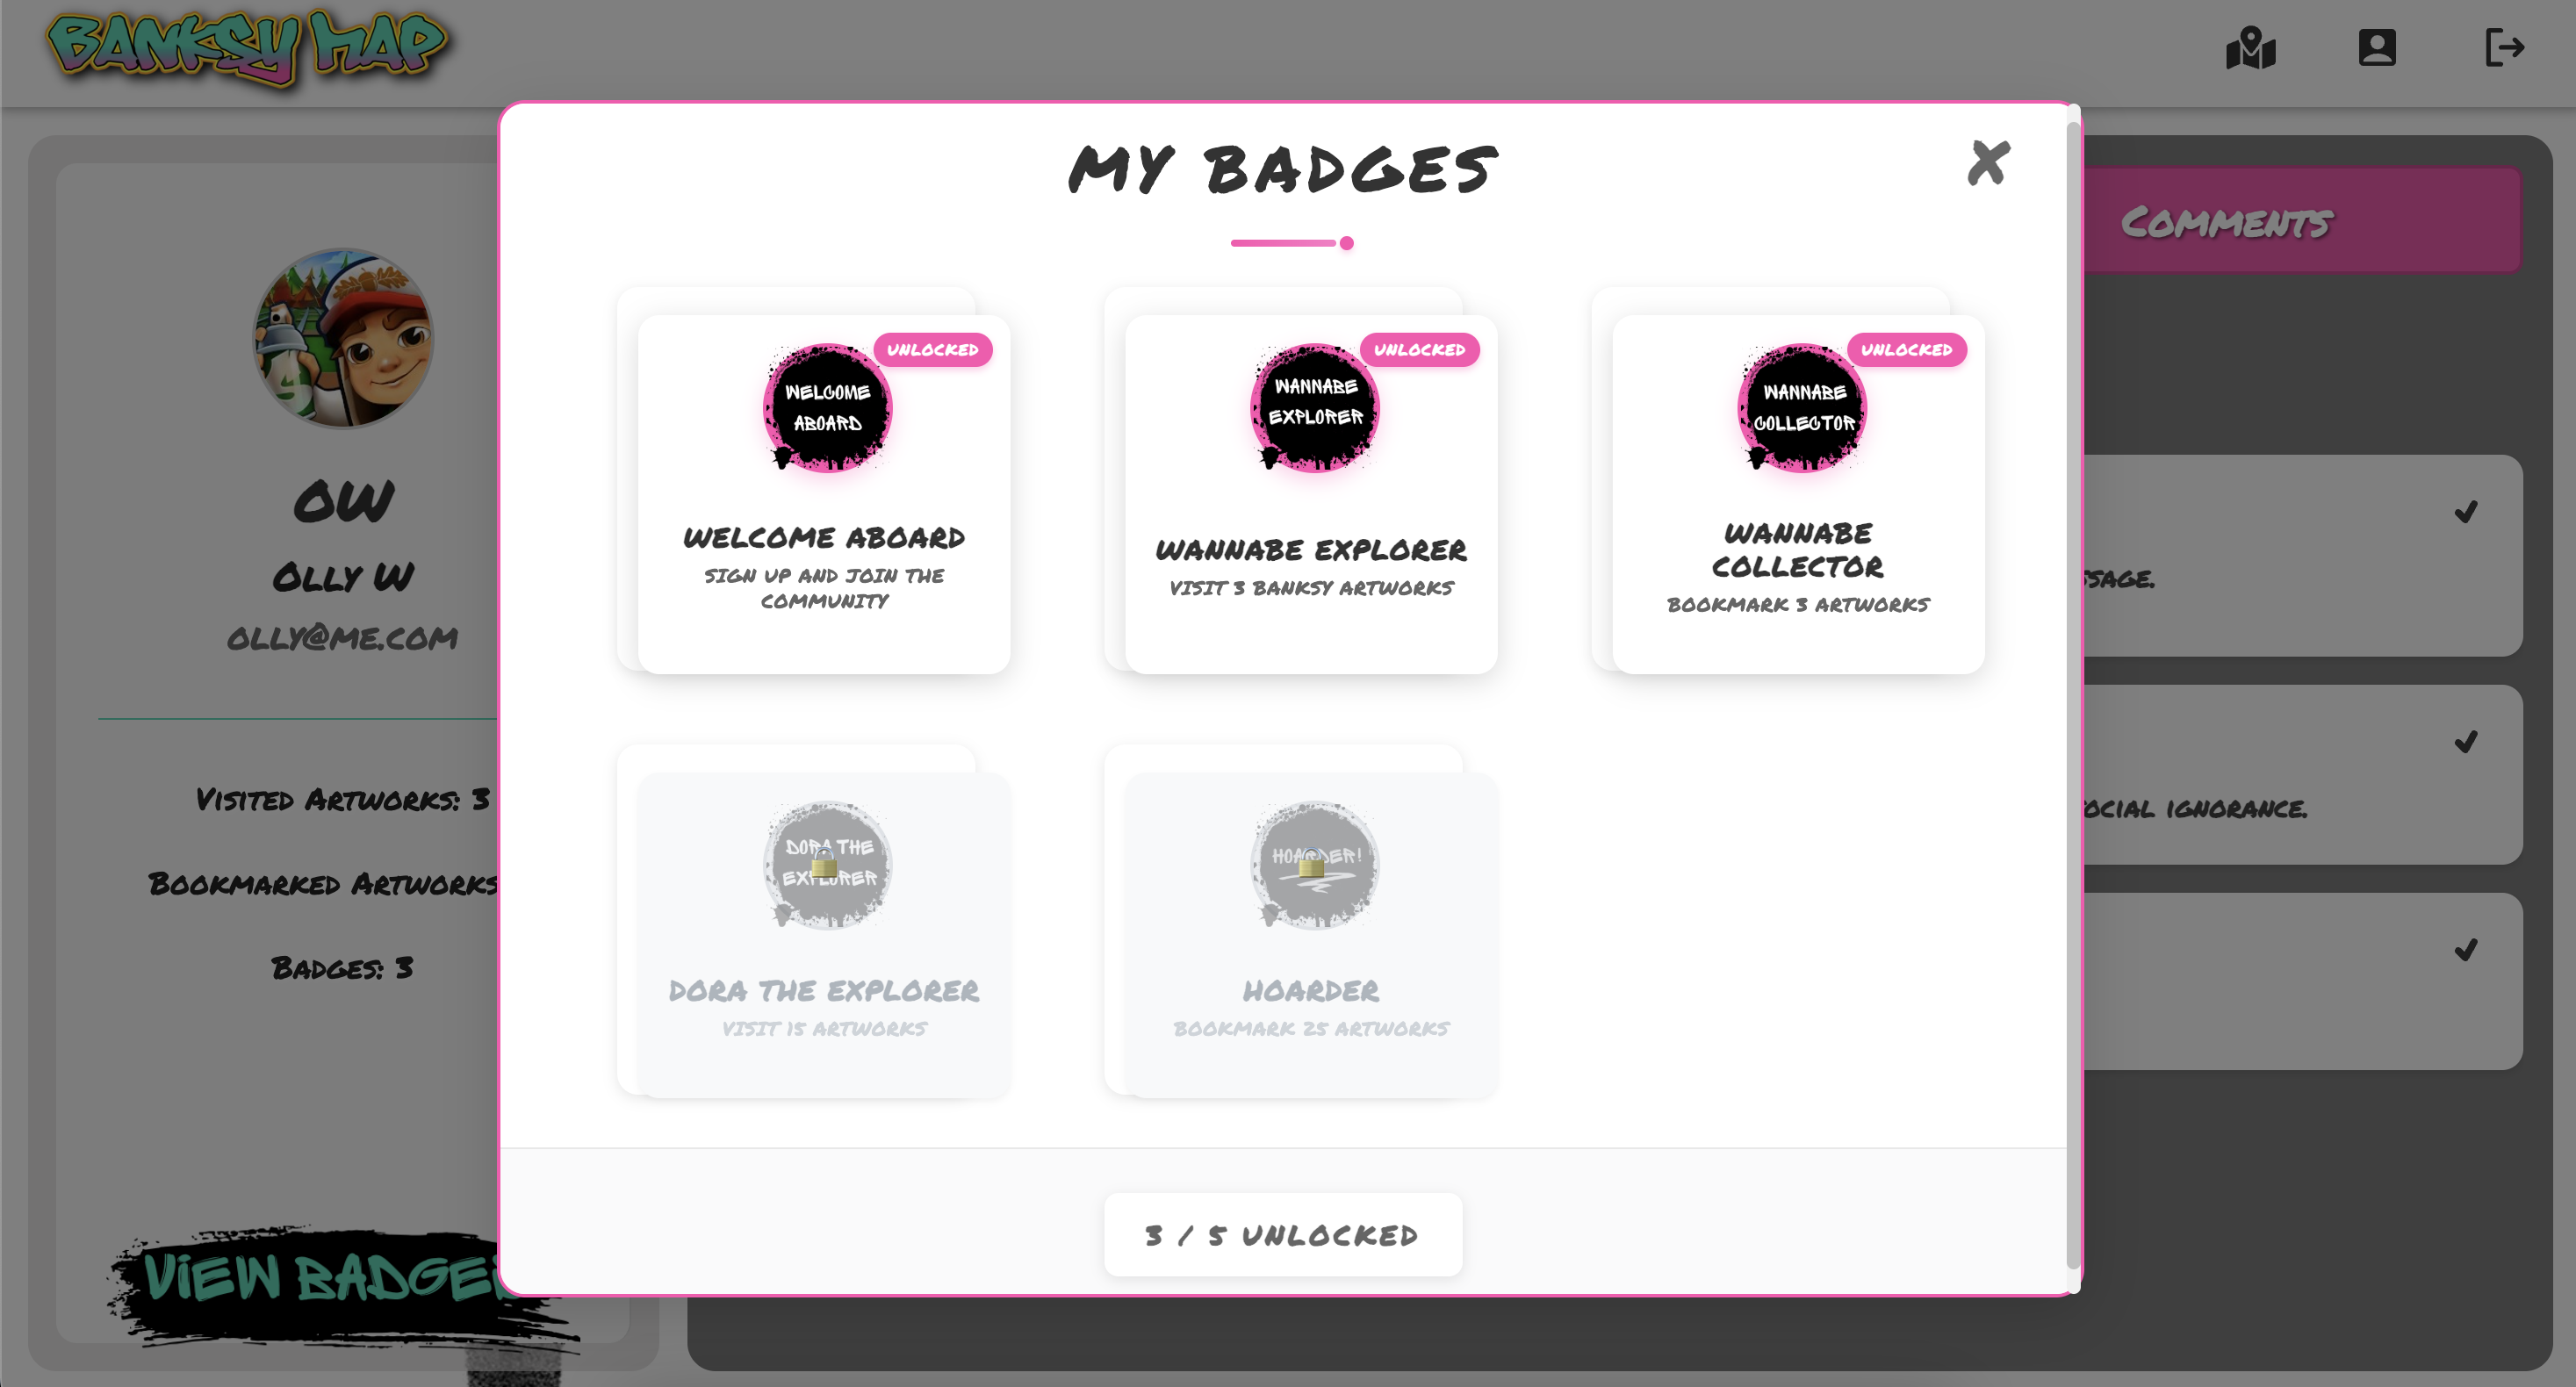 BANKSY MAP
MY BADGES
✘
Comments
UNLOCKED
WELCOME
ABOARD
WELCOME ABOARD
SIGN UP AND JOIN THE
COMMUNITY
UNLOCKED
WANNABE
EXPLORER
WANNABE EXPLORER
VISIT 3 BANKSY ARTWORKS
UNLOCKED
WANNABE
COLLECTOR
WANNABE
COLLECTOR
BOOKMARK 3 ARTWORKS
DORA THE
EXPLORER
DORA THE EXPLORER
VISIT 15 ARTWORKS
HOARDER!
HOARDER
BOOKMARK 25 ARTWORKS
3 / 5 UNLOCKED
OW
Olly W
OLLY@ME.COM
Visited Artworks: 3
Bookmarked Artworks
Badges: 3
VIEW BADGE
SSAGE.
OCIAL IGNORANCE.